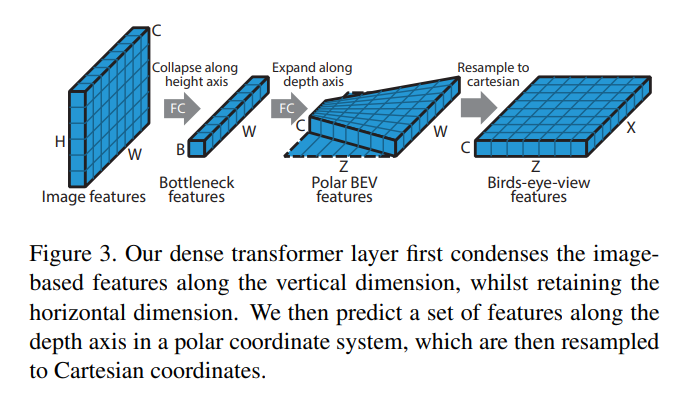 C
Collapse along
height axis
Expand along
depth axis
Resample to
cartesian
FC
FC
H
W
B
W
C
Z
W
C
Z
X
Image features
Bottleneck
features
Polar BEV
features
Birds-eye-view
features
Figure 3. Our dense transformer layer first condenses the image-
based features along the vertical dimension, whilst retaining the
horizontal dimension. We then predict a set of features along the
depth axis in a polar coordinate system, which are then resampled
to Cartesian coordinates.